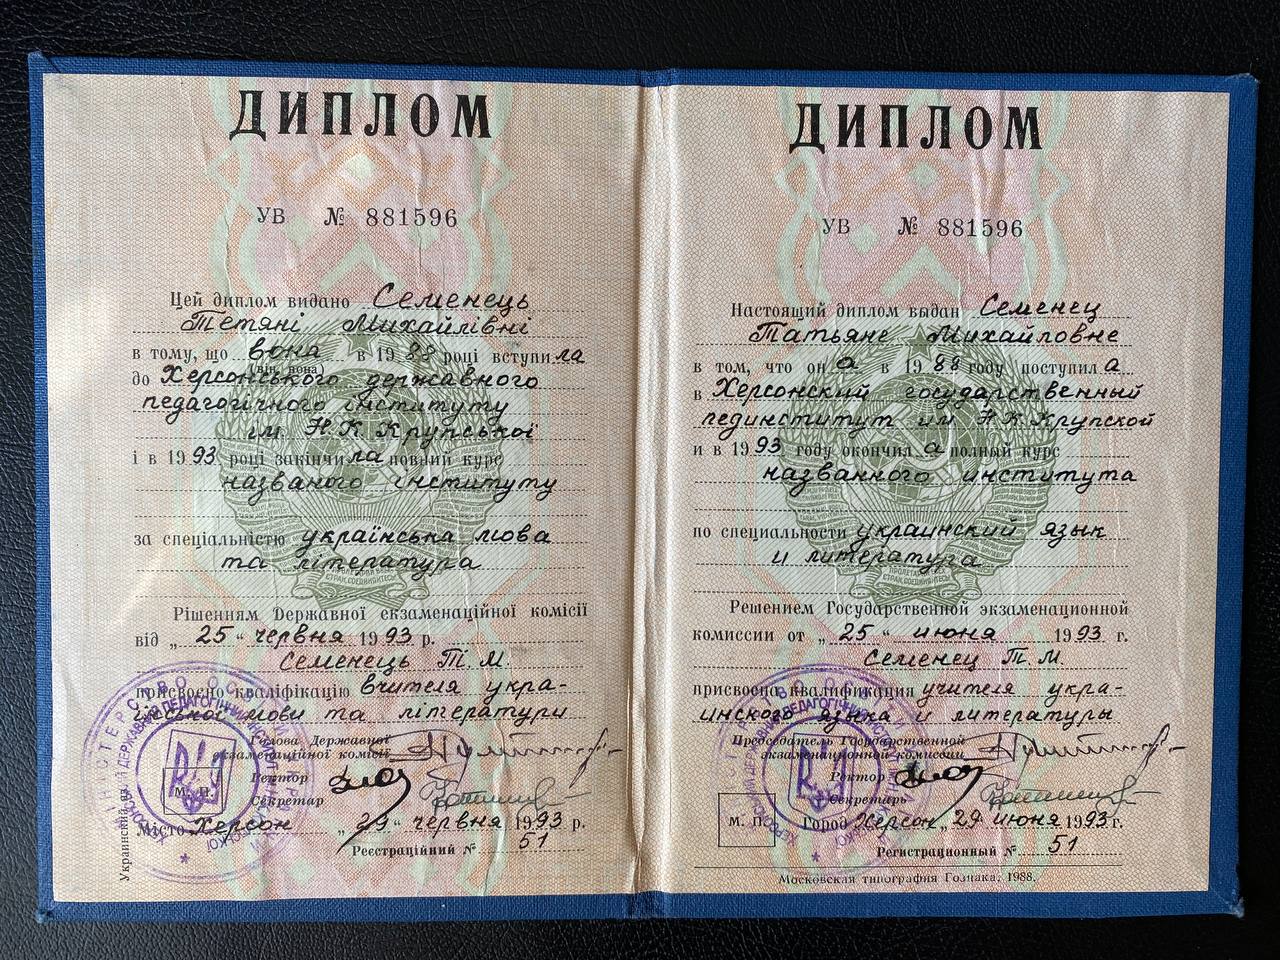 ДИПЛОМ
УВ № 881596
Цей диплом видано Семенець
Тетяні Михайлівні
в тому, що вона в 1988 році вступила
(він, вона)
до Херсонського державного
педагогічного інституту
ім. Н.К Крупської
і в 1993 році закінчила повний курс
названого інституту
за спеціальністю українська мова
та література
Рішенням Державної екзаменаційної комісії
від „25“ червня 1993 р.
Семенець Т. М.
присвоєно кваліфікацію вчителя укра-
їнської мови та літератури
Голова Державної
екзаменаційної комісії
Ректор
Секретар
М. П.
Місто Херсон „29“ червня 1993 р.
Реєстраційний № 51
ДИПЛОМ
УВ № 881596
Настоящий диплом выдан Семенец
Татьяне Михайловне
в том, что она в 1988 году поступила
в Херсонский государственный
пединститут им Н.К.Крупской
и в 1993 году окончила полный курс
названного института
по специальности украинский язык
и литература
Решением Государственной экзаменационной
комиссии от „25“ июня 1993 г.
Семенец Т.М.
присвоена квалификация учителя укра-
инского языка и литературы
Председатель Государственной
экзаменационной комиссии
Ректор
Секретарь
М. П.
Город Херсон „29 июня 1993 г.
Регистрационный № 51
Московская типография Гознака. 1988.